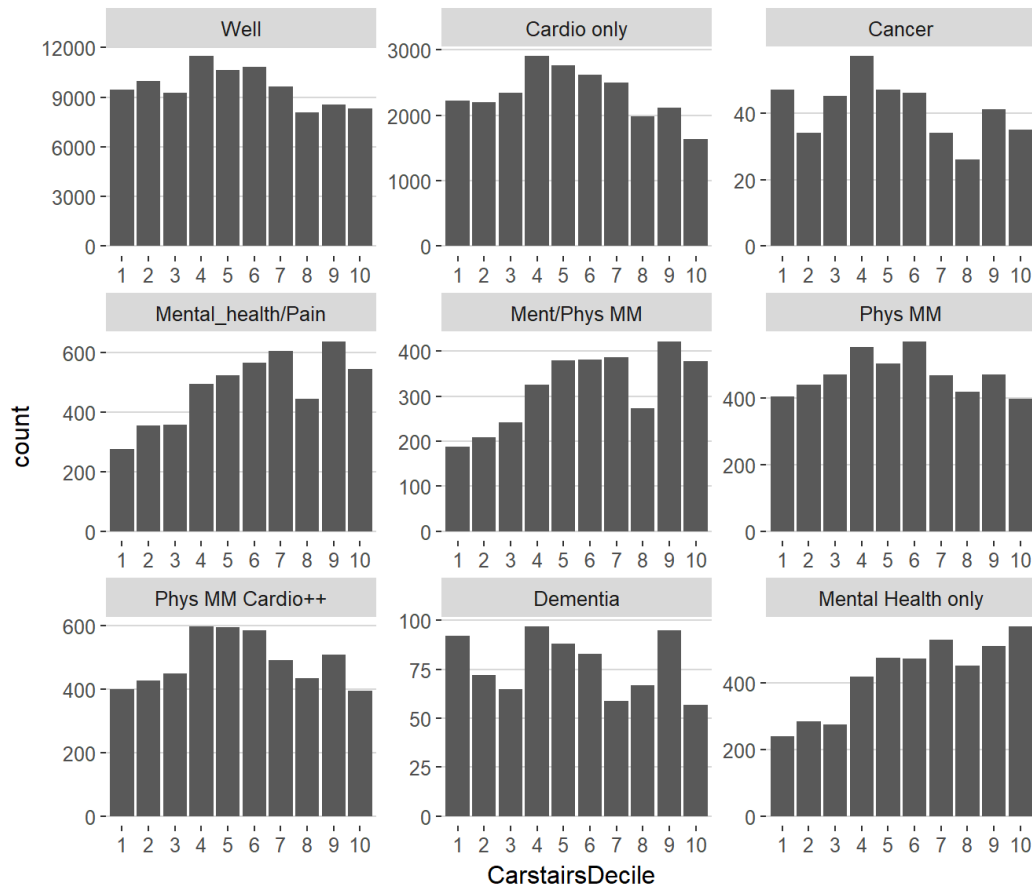 Well
Cardio only
Cancer
12000
9000
6000
3000
0
3000
2000
1000
0
40
20
0
1 2 3 4 5 6 7 8 9 10
1 2 3 4 5 6 7 8 9 10
1 2 3 4 5 6 7 8 9 10
Mental_health/Pain
Ment/Phys MM
Phys MM
600
400
200
0
400
300
200
100
0
400
200
0
1 2 3 4 5 6 7 8 9 10
1 2 3 4 5 6 7 8 9 10
1 2 3 4 5 6 7 8 9 10
count
Phys MM Cardio++
Dementia
Mental Health only
600
400
200
0
100
75
50
25
0
400
200
0
1 2 3 4 5 6 7 8 9 10
1 2 3 4 5 6 7 8 9 10
1 2 3 4 5 6 7 8 9 10
CarstairsDecile